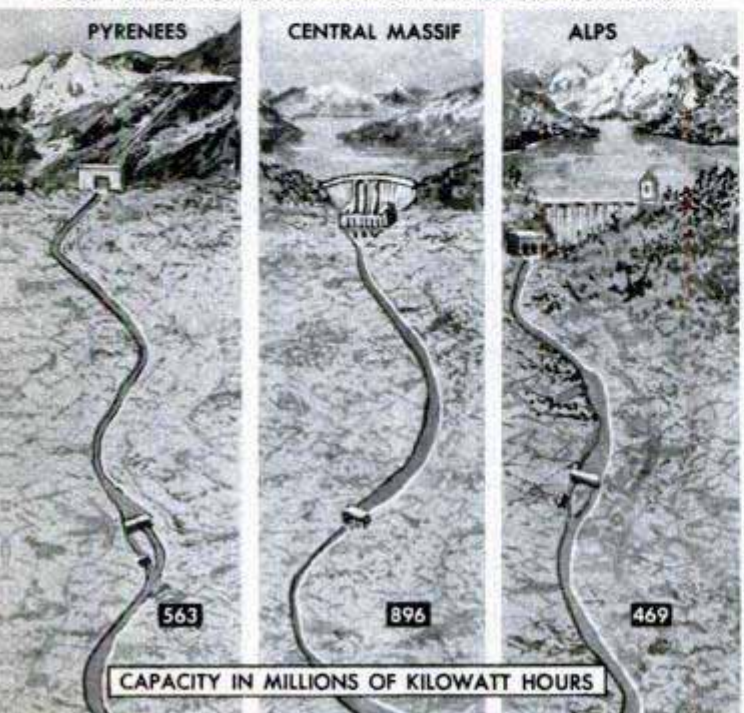 PYRENEES
CENTRAL MASSIF
ALPS
563
896
469
CAPACITY IN MILLIONS OF KILOWATT HOURS